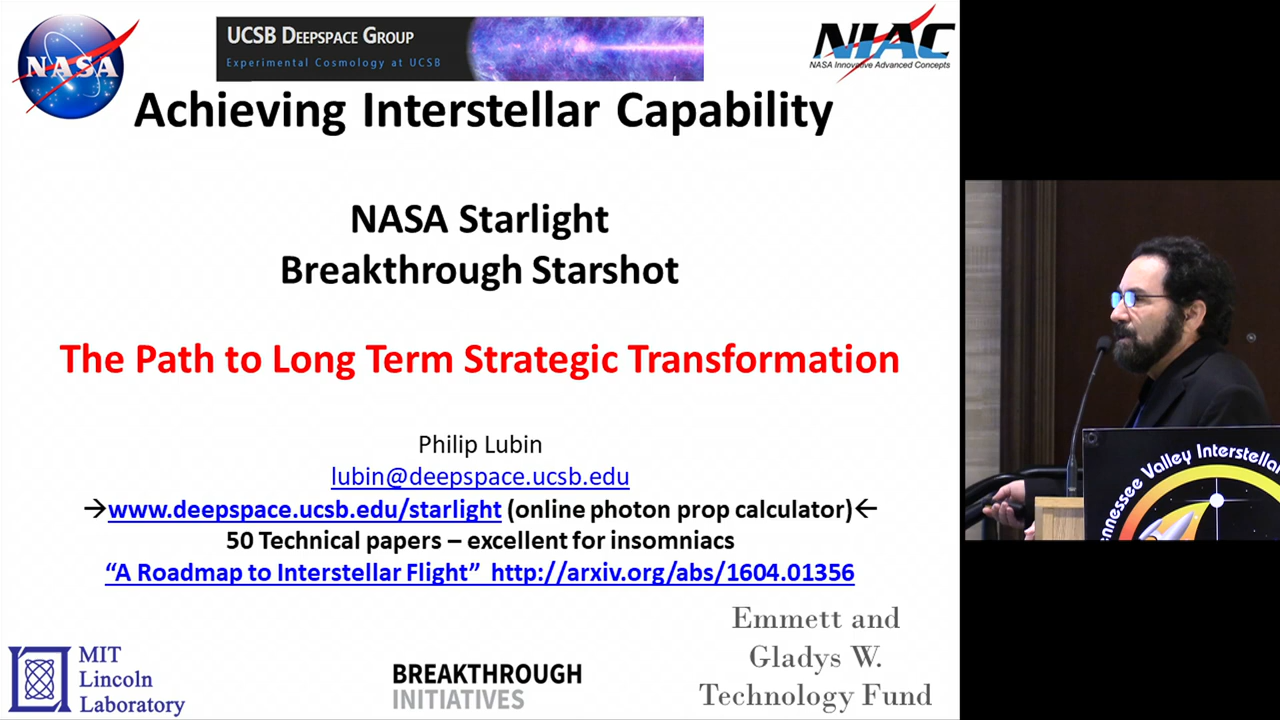 NASA
UCSB DEEPSPACE GROUP
Experimental Cosmology at UCSB
NIAC
NASA Innovative Advanced Concepts
Achieving Interstellar Capability
NASA Starlight
Breakthrough Starshot
The Path to Long Term Strategic Transformation
Philip Lubin
lubin@deepspace.ucsb.edu
→www.deepspace.ucsb.edu/starlight (online photon prop calculator)←
50 Technical papers – excellent for insomniacs
“A Roadmap to Interstellar Flight” http://arxiv.org/abs/1604.01356
Emmett and
Gladys W.
Technology Fund
MIT
Lincoln
Laboratory
BREAKTHROUGH
INITIATIVES
ennessee Valley Interstellar